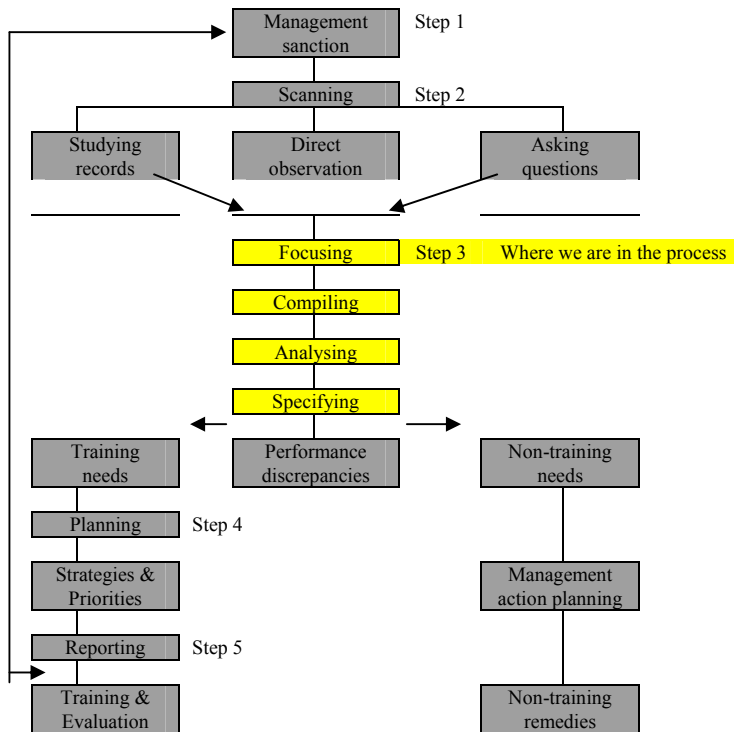 Management Step 1
sanction
Scanning Step 2
Studying Direct Asking
records observation questions
Focusing Step 3 Where we are in the process
Compiling
Analysing
Specifying
Training Performance Non-training
needs discrepancies needs
Planning Step 4
Strategies & Management
Priorities action planning
Reporting Step 5
Training & Non-training
Evaluation remedies